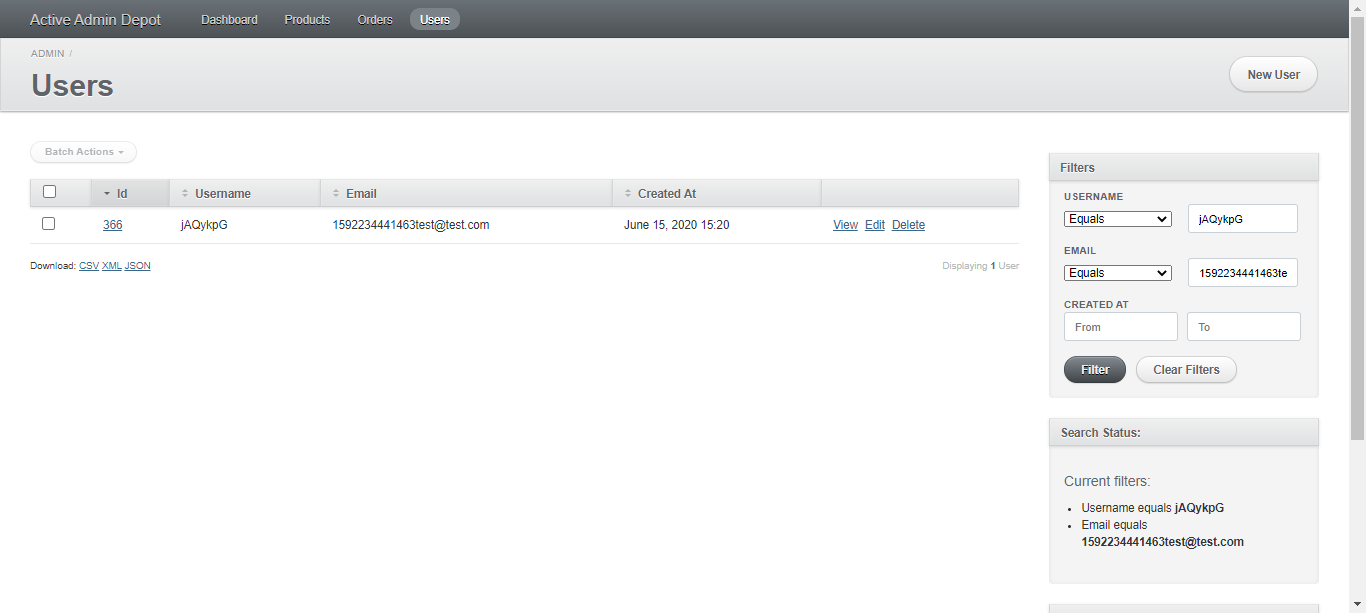 Active Admin Depot Dashboard Products Orders Users
ADMIN /
Users
New User
Batch Actions
Id Username Email Created At
366 jAQykpG 1592234441463test@test.com June 15, 2020 15:20 View Edit Delete
Download: CSV XML JSON
Displaying 1 User
Filters
USERNAME
Equals jAQykpG
EMAIL
Equals 1592234441463te
CREATED AT
From To
Filter Clear Filters
Search Status:
Current filters:
Username equals jAQykpG
Email equals
1592234441463test@test.com